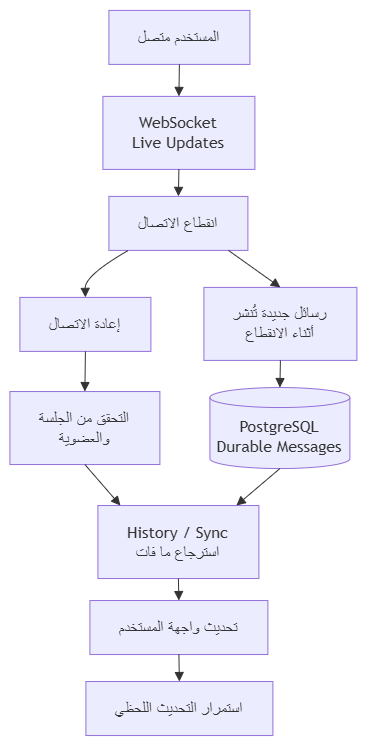 المستخدم متصل
WebSocket
Live Updates
انقطاع الاتصال
إعادة الاتصال
رسائل جديدة تُنشر
أثناء الانقطاع
التحقق من الجلسة
والعضوية
PostgreSQL
Durable Messages
History / Sync
استرجاع ما فات
تحديث واجهة المستخدم
استمرار التحديث اللحظي